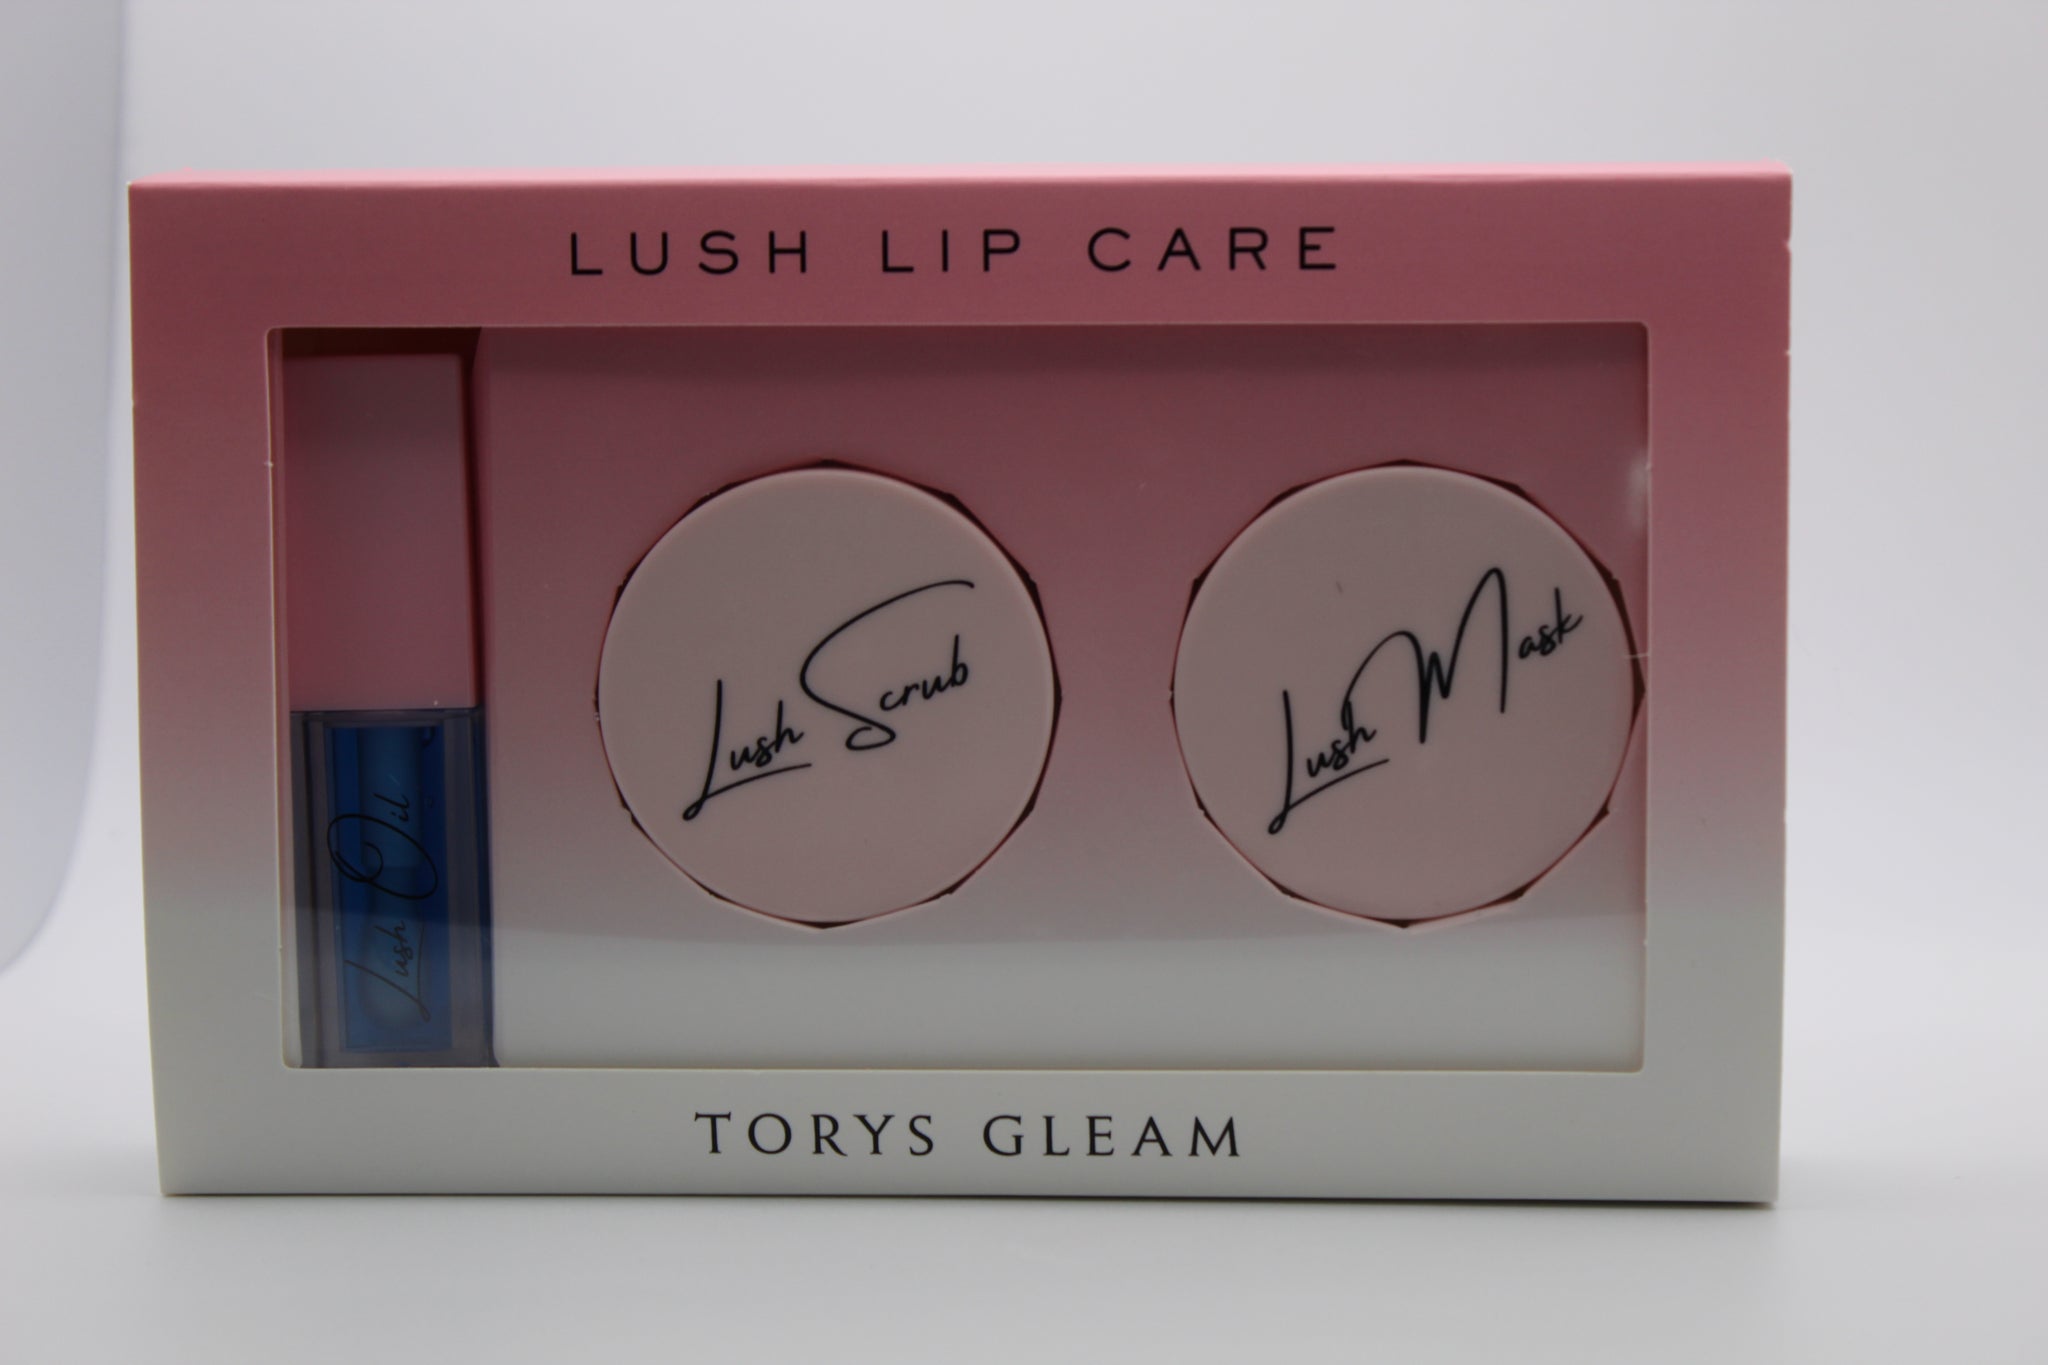 LUSH LIP CARE
Lush Oil
Lush Scrub
Lush Mask
TORYS GLEAM